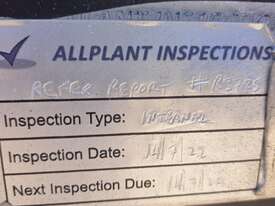 ALLPLANT INSPECTIONS
REFER REPORT
Inspection Type:
Inspection Date: 14/7/22
Next Inspection Due: